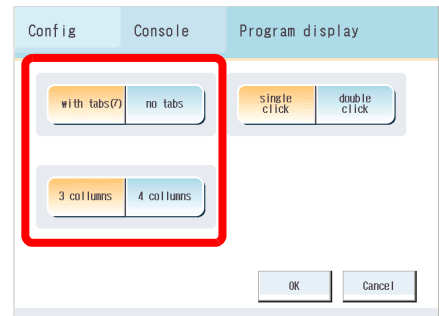 Config Console Program display
with tabs(7) no tabs single click double click
3 collumns 4 collumns
OK Cancel